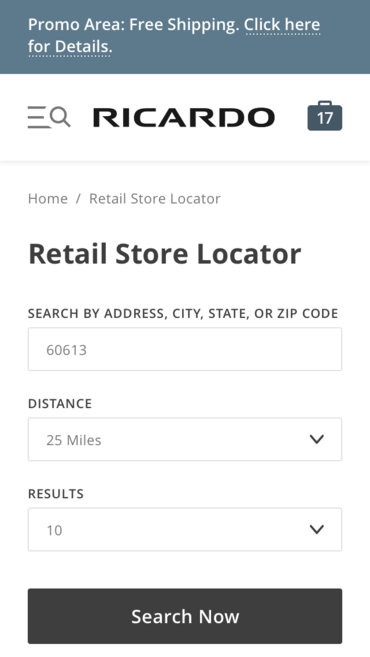 Promo Area: Free Shipping. Click here
for Details.
RICARDO
17
Home / Retail Store Locator
Retail Store Locator
SEARCH BY ADDRESS, CITY, STATE, OR ZIP CODE
60613
DISTANCE
25 Miles
RESULTS
10
Search Now